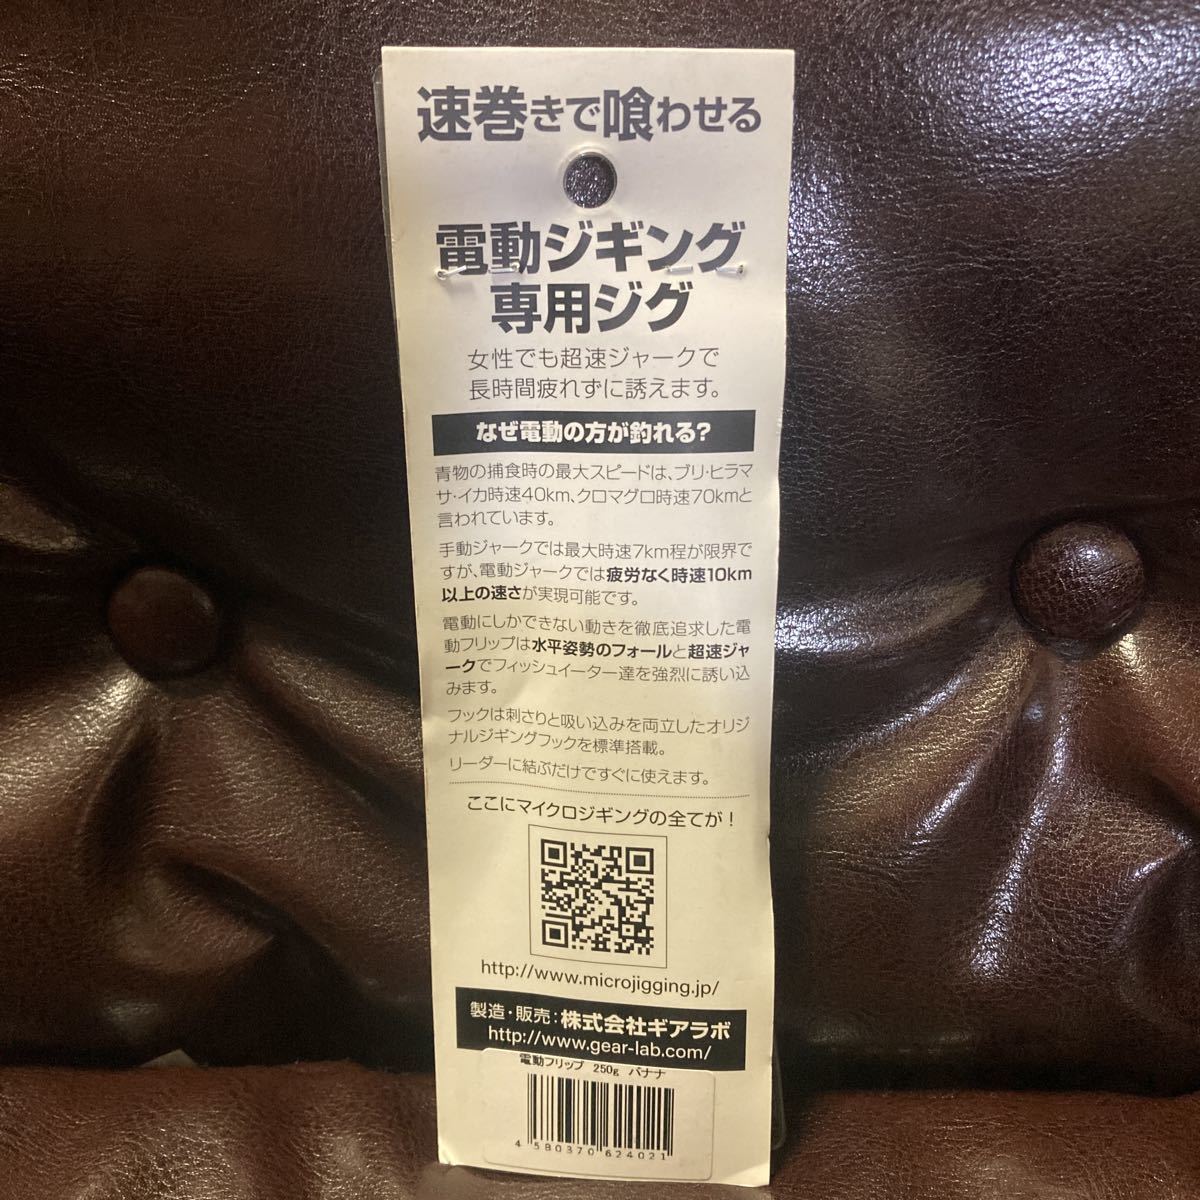 速巻きで喰わせる
電動ジギング
専用ジグ
女性でも超速ジャークで
長時間疲れずに誘えます。
なぜ電動の方が釣れる?
青物の捕食時の最大スピードは、ブリ・ヒラマ
サ・イカ時速40km、クロマグロ時速70kmと
言われています。
手動ジャークでは最大時速7km程が限界で
すが、電動ジャークでは疲労なく時速10km
以上の速さが実現可能です。
電動にしかできない動きを徹底追求した電
動フリップは水平姿勢のフォールと超速ジャ
ークでフィッシュイーター達を強烈に誘い込
みます。
フックは刺さりと吸い込みを両立したオリジ
ナルジギングフックを標準搭載。
リーダーに結ぶだけですぐに使えます。
ここにマイクロジギングの全てが!
http://www.microjigging.jp/
製造・販売:株式会社ギアラボ
http://www.gear-lab.com/
電動フリップ 250g バナナ
4 580370 624021